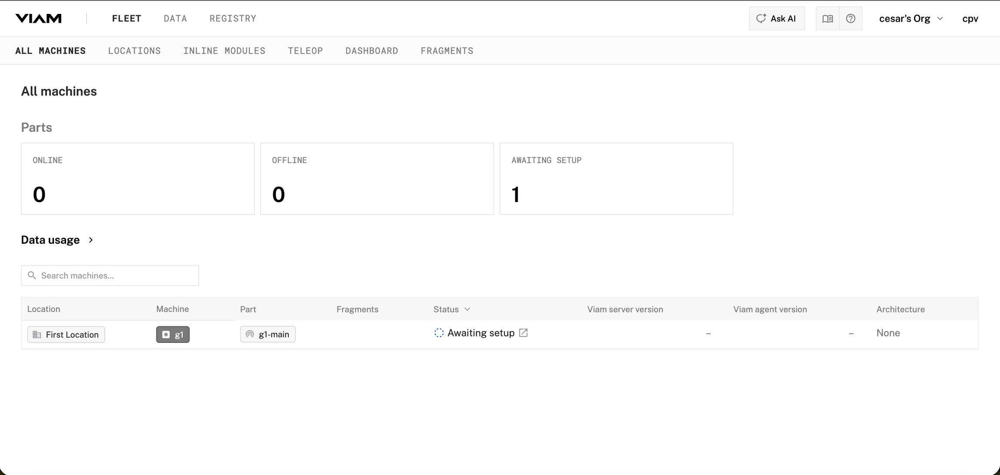 VIAM FLEET DATA REGISTRY Ask AI cesar's Org cpv
ALL MACHINES LOCATIONS INLINE MODULES TELEOP DASHBOARD FRAGMENTS
All machines
Parts
ONLINE OFFLINE AWAITING SETUP
0 0 1
Data usage
Search machines...
Location Machine Part Fragments Status Viam server version Viam agent version Architecture
First Location g1 g1-main Awaiting setup – – None